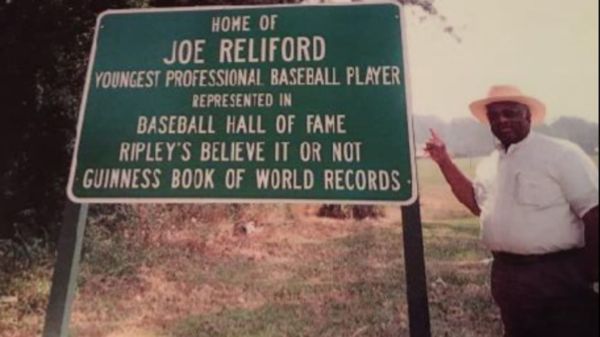 HOME OF
JOE RELIFORD
YOUNGEST PROFESSIONAL BASEBALL PLAYER
REPRESENTED IN
BASEBALL HALL OF FAME
RIPLEY'S BELIEVE IT OR NOT
GUINNESS BOOK OF WORLD RECORDS